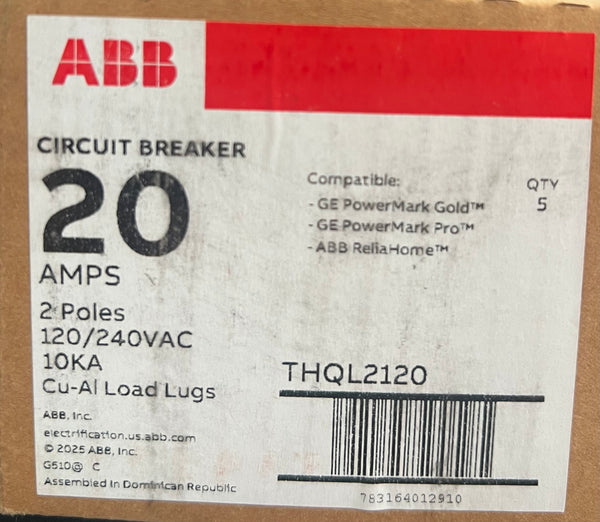 ABB
CIRCUIT BREAKER
20
AMPS
2 Poles
120/240VAC
10KA
Cu-Al Load Lugs
ABB, Inc.
electrification.us.abb.com
© 2025 ABB, Inc.
G510@ C
Assembled in Dominican Republic
Compatible:
- GE PowerMark Gold™
- GE PowerMark Pro™
- ABB ReliaHome™
QTY
5
THQL2120
783164012910